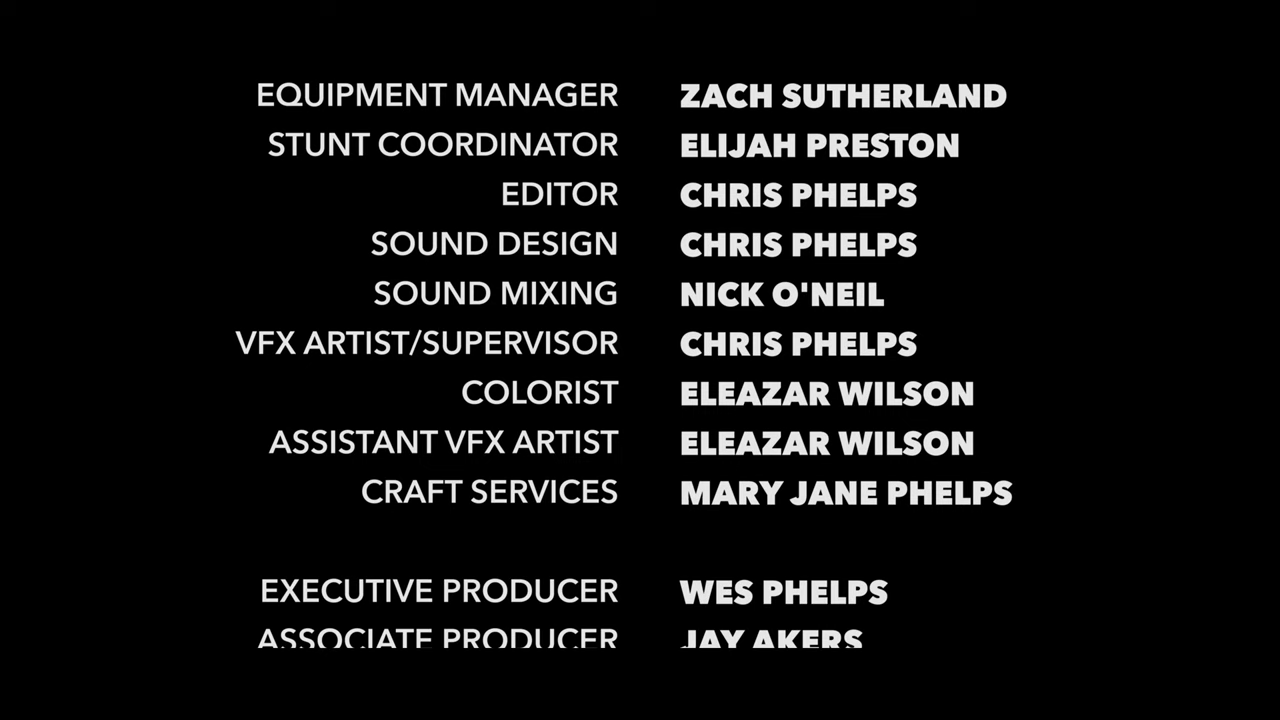 EQUIPMENT MANAGER ZACH SUTHERLAND
STUNT COORDINATOR ELIJAH PRESTON
EDITOR CHRIS PHELPS
SOUND DESIGN CHRIS PHELPS
SOUND MIXING NICK O'NEIL
VFX ARTIST/SUPERVISOR CHRIS PHELPS
COLORIST ELEAZAR WILSON
ASSISTANT VFX ARTIST ELEAZAR WILSON
CRAFT SERVICES MARY JANE PHELPS
EXECUTIVE PRODUCER WES PHELPS
ASSOCIATE PRODUCER JAY AKERS